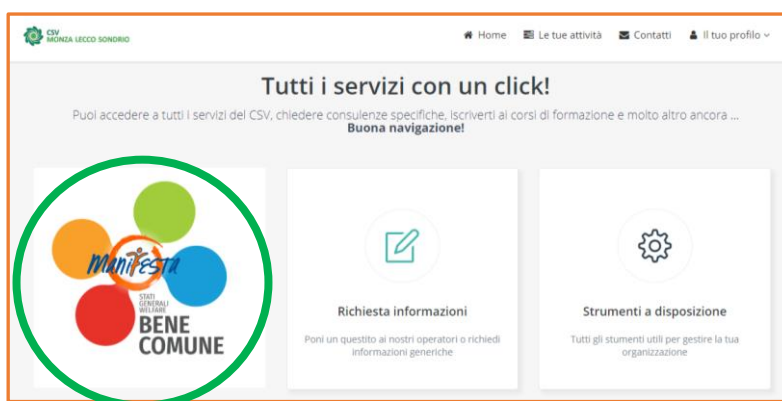 CSV
MONZA LECCO SONDRIO
Home Le tue attività Contatti Il tuo profilo
Tutti i servizi con un click!
Puoi accedere a tutti i servizi del CSV, chiedere consulenze specifiche, iscriverti ai corsi di formazione e molto altro ancora ...
Buona navigazione!
Manifesta
STATI
GENERALI
WELFARE
BENE
COMUNE
Richiesta informazioni
Poni un questito ai nostri operatori o richiedi
informazioni generiche
Strumenti a disposizione
Tutti gli stumenti utili per gestire la tua
organizzazione